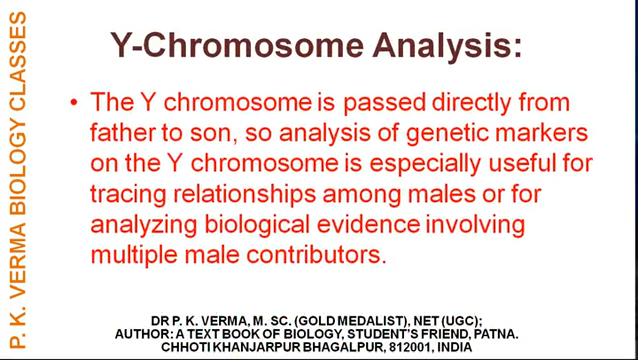 P. K. VERMA BIOLOGY CLASSES
Y-Chromosome Analysis:
• The Y chromosome is passed directly from
father to son, so analysis of genetic markers
on the Y chromosome is especially useful for
tracing relationships among males or for
analyzing biological evidence involving
multiple male contributors.
DR P. K. VERMA, M. SC. (GOLD MEDALIST), NET (UGC);
AUTHOR: A TEXT BOOK OF BIOLOGY, STUDENT'S FRIEND, PATNA.
CHHOTI KHANJARPUR BHAGALPUR, 812001, INDIA